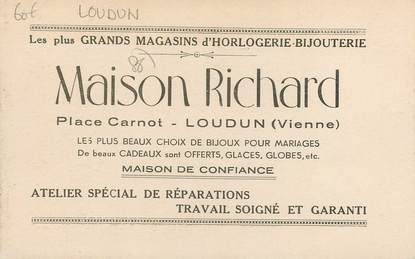 60€ LOUDUN
Les plus GRANDS MAGASINS d'HORLOGERIE-BIJOUTERIE
86
Maison Richard
Place Carnot - LOUDUN (Vienne)
LES PLUS BEAUX CHOIX DE BIJOUX POUR MARIAGES
De beaux CADEAUX sont OFFERTS, GLACES, GLOBES, etc.
MAISON DE CONFIANCE
ATELIER SPÉCIAL DE RÉPARATIONS
TRAVAIL SOIGNÉ ET GARANTI